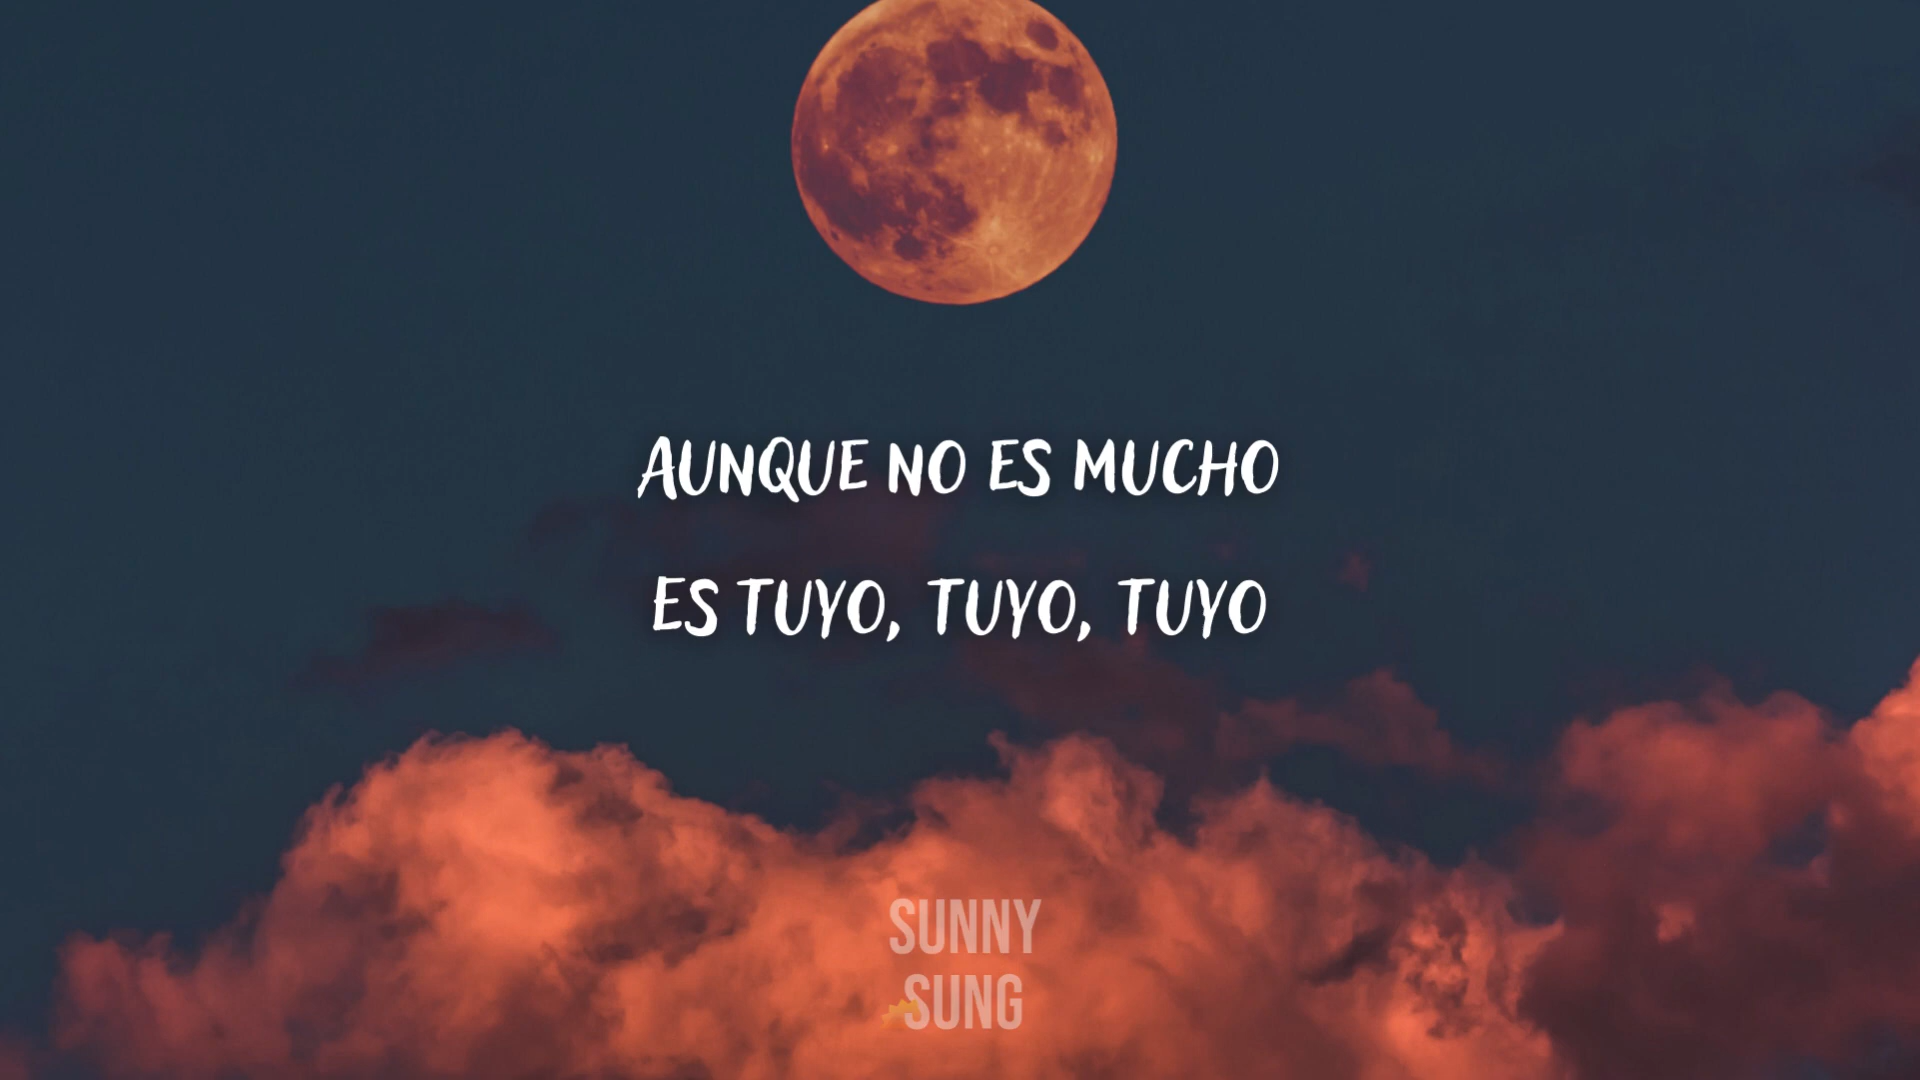 AUNQUE NO ES MUCHO
ES TUYO, TUYO, TUYO
SUNNY
SUNG